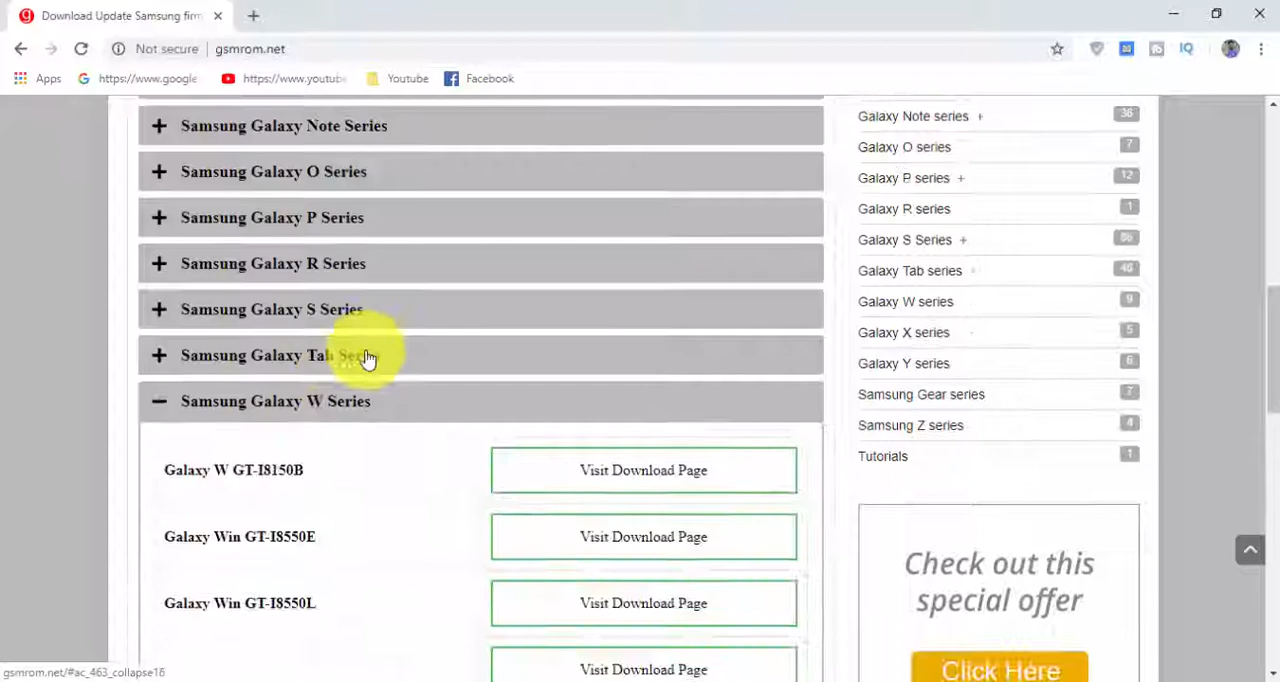 Download Update Samsung firm
Not secure
gsmrom.net
Apps
https://www.google
https://www.youtube
Youtube
Facebook
Samsung Galaxy Note Series
Samsung Galaxy O Series
Samsung Galaxy P Series
Samsung Galaxy R Series
Samsung Galaxy S Series
Samsung Galaxy Tab Series
Samsung Galaxy W Series
Galaxy W GT-I8150B
Visit Download Page
Galaxy Win GT-I8550E
Visit Download Page
Galaxy Win GT-I8550L
Visit Download Page
Visit Download Page
Galaxy Note series + 36
Galaxy O series 7
Galaxy P series + 12
Galaxy R series 1
Galaxy S Series +
Galaxy Tab series + 46
Galaxy W series 9
Galaxy X series 5
Galaxy Y series 6
Samsung Gear series 7
Samsung Z series 4
Tutorials 1
Check out this
special offer
Click Here
gsmrom.net/#ac_463_collapse16